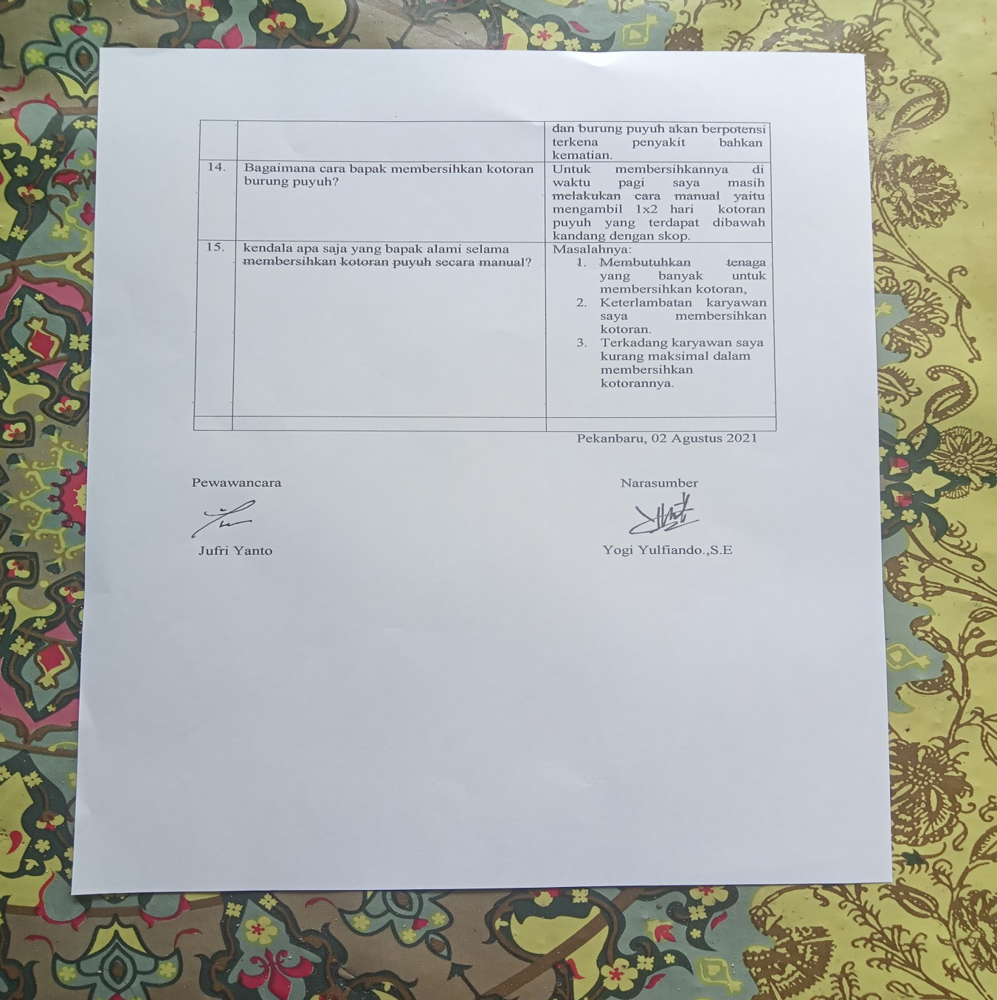 dan burung puyuh akan berpotensi
terkena penyakit bahkan
kematian.
14. Bagaimana cara bapak membersihkan kotoran
burung puyuh?
Untuk membersihkannya di
waktu pagi saya masih
melakukan cara manual yaitu
mengambil 1x2 hari kotoran
puyuh yang terdapat dibawah
kandang dengan skop.
15. kendala apa saja yang bapak alami selama
membersihkan kotoran puyuh secara manual?
Masalahnya:
1. Membutuhkan tenaga
yang banyak untuk
membersihkan kotoran,
2. Keterlambatan karyawan
saya membersihkan
kotoran.
3. Terkadang karyawan saya
kurang maksimal dalam
membersihkan
kotorannya.
Pekanbaru, 02 Agustus 2021
Pewawancara
Narasumber
Jufri Yanto
Yogi Yulfiando.,S.E